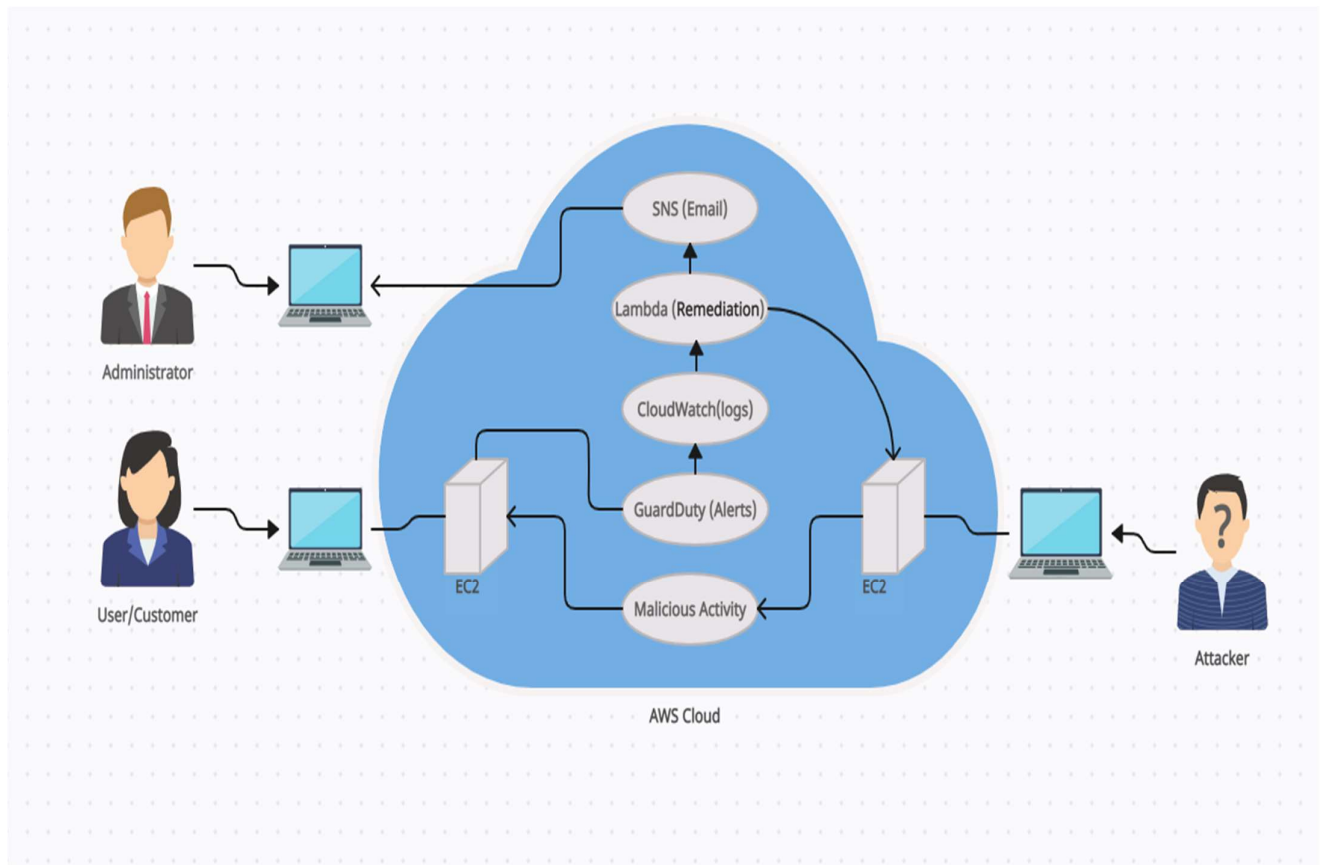 SNS (Email)
Lambda (Remediation)
Administrator
CloudWatch(logs)
GuardDuty (Alerts)
EC2
EC2
Malicious Activity
User/Customer
Attacker
AWS Cloud